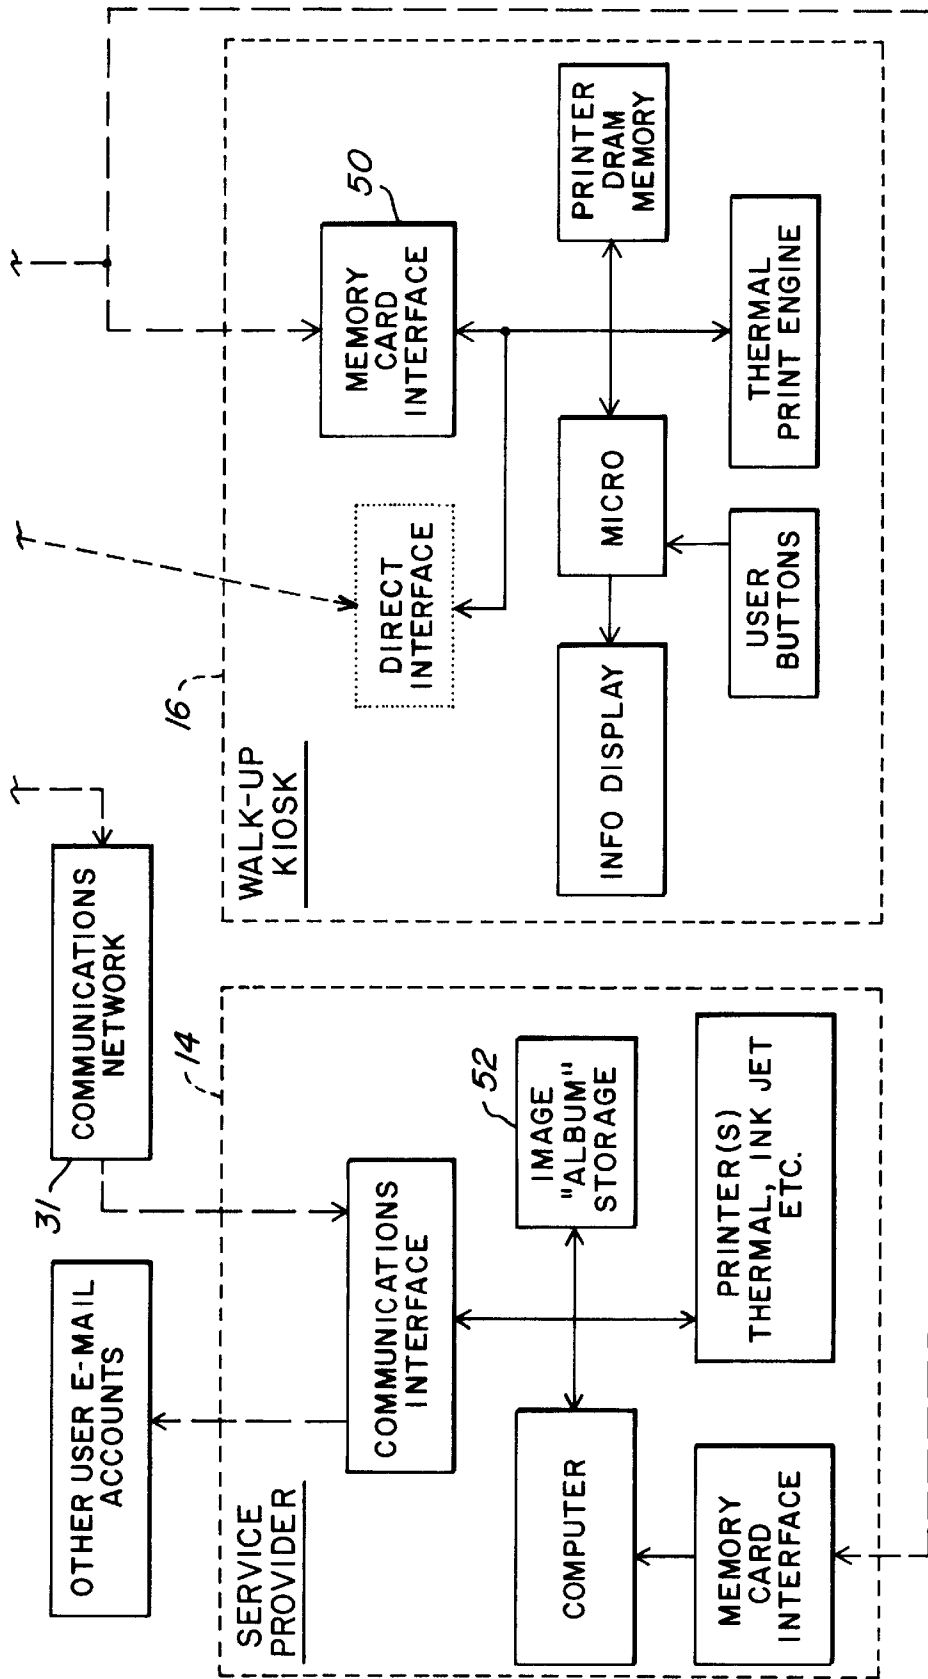 OTHER USER E-MAIL
ACCOUNTS
31
COMMUNICATIONS
NETWORK
14
SERVICE
PROVIDER
COMMUNICATIONS
INTERFACE
52
IMAGE
"ALBUM"
STORAGE
COMPUTER
MEMORY
CARD
INTERFACE
PRINTER(S)
THERMAL, INK JET
ETC.
16
WALK-UP
KIOSK
DIRECT
INTERFACE
50
MEMORY
CARD
INTERFACE
INFO DISPLAY
MICRO
PRINTER
DRAM
MEMORY
USER
BUTTONS
THERMAL
PRINT ENGINE